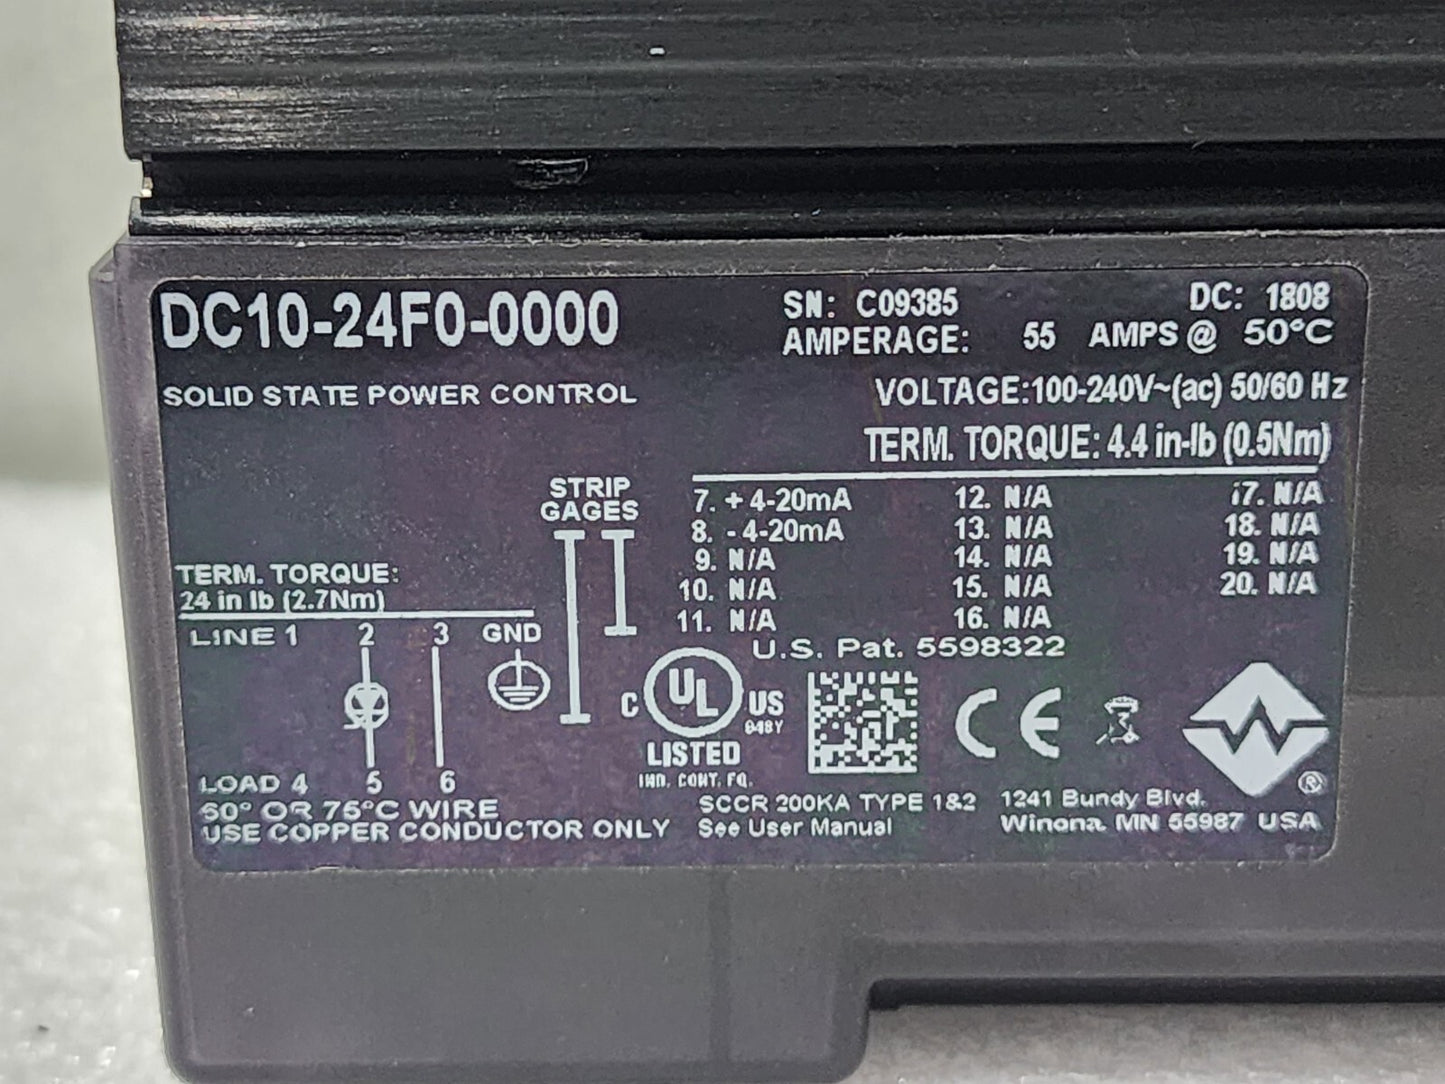 DC10-24F0-0000
SN: C09385 DC: 1808
AMPERAGE: 55 AMPS @ 50°C
SOLID STATE POWER CONTROL
VOLTAGE:100-240V~(ac) 50/60 Hz
TERM. TORQUE: 4.4 in-lb (0.5Nm)
STRIP
GAGES
7. + 4-20mA 12. N/A 17. N/A
8. - 4-20mA 13. N/A 18. N/A
9. N/A 14. N/A 19. N/A
10. N/A 15. N/A 20. N/A
11. N/A 16. N/A
TERM. TORQUE:
24 in lb (2.7Nm)
LINE 1 2 3 GND
U.S. Pat. 5598322
C UL US
LISTED
IND. CONT. EQ.
948Y
CE
W
®
LOAD 4 5 6
60° OR 75°C WIRE
USE COPPER CONDUCTOR ONLY
SCCR 200KA TYPE 1&2
See User Manual
1241 Bundy Blvd.
Winona. MN 55987 USA